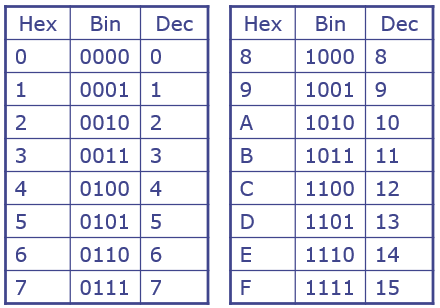 Hex Bin Dec
0 0000 0
1 0001 1
2 0010 2
3 0011 3
4 0100 4
5 0101 5
6 0110 6
7 0111 7
Hex Bin Dec
8 1000 8
9 1001 9
A 1010 10
B 1011 11
C 1100 12
D 1101 13
E 1110 14
F 1111 15